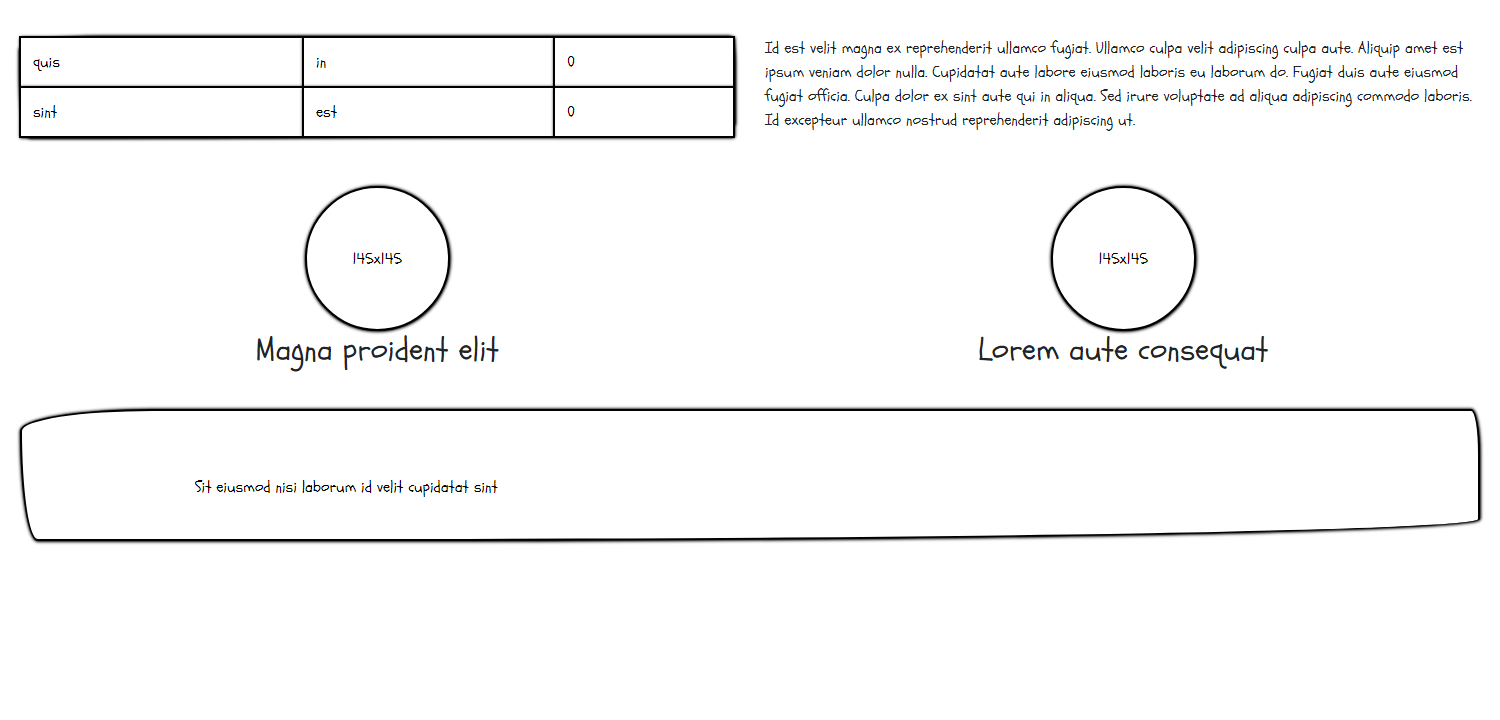 quis in 0
sint est 0
Id est velit magna ex reprehenderit ullamco fugiat. Ullamco culpa velit adipiscing culpa aute. Aliquip amet est
ipsum veniam dolor nulla. Cupidatat aute labore eiusmod laboris eu laborum do. Fugiat duis aute eiusmod
fugiat officia. Culpa dolor ex sint aute qui in aliqua. Sed irure voluptate ad aliqua adipiscing commodo laboris.
Id excepteur ullamco nostrud reprehenderit adipiscing ut.
145x145
Magna proident elit
145x145
Lorem aute consequat
Sit eiusmod nisi laborum id velit cupidatat sint